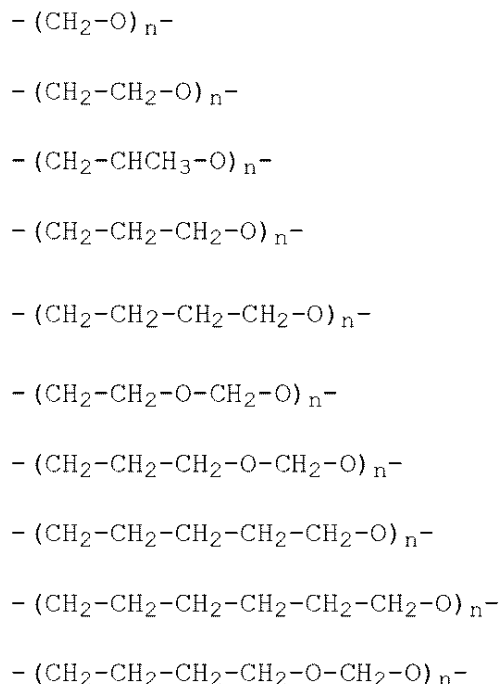 -(CH₂-O)ₙ-
-(CH₂-CH₂-O)ₙ-
-(CH₂-CHCH₃-O)ₙ-
-(CH₂-CH₂-CH₂-O)ₙ-
-(CH₂-CH₂-CH₂-CH₂-O)ₙ-
-(CH₂-CH₂-O-CH₂-O)ₙ-
-(CH₂-CH₂-CH₂-O-CH₂-O)ₙ-
-(CH₂-CH₂-CH₂-CH₂-CH₂-O)ₙ-
-(CH₂-CH₂-CH₂-CH₂-CH₂-CH₂-O)ₙ-
-(CH₂-CH₂-CH₂-CH₂-O-CH₂-O)ₙ-